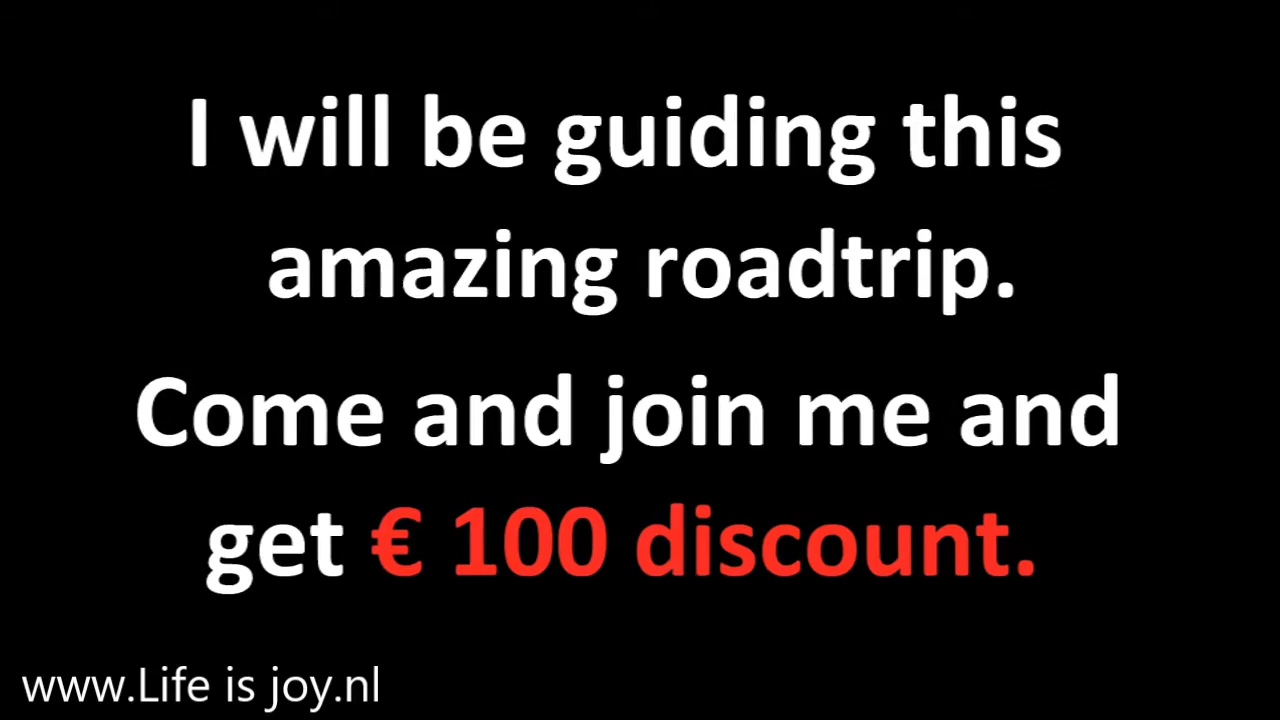 I will be guiding this
amazing roadtrip.
Come and join me and
get € 100 discount.
www.Life is joy.nl